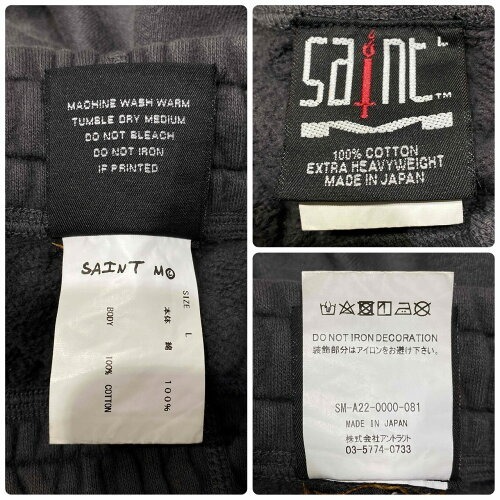 MACHINE WASH WARM
TUMBLE DRY MEDIUM
DO NOT BLEACH
DO NOT IRON
IF PRINTED
SAINT Mo
SIZE L
本体 綿 100%
BODY 100% COTTON
saint L
TM
100% COTTON
EXTRA HEAVYWEIGHT
MADE IN JAPAN
DO NOT IRON DECORATION
装飾部分はアイロンをお避け下さい。
SM-A22-0000-081
MADE IN JAPAN
株式会社アントラント
03-5774-0733